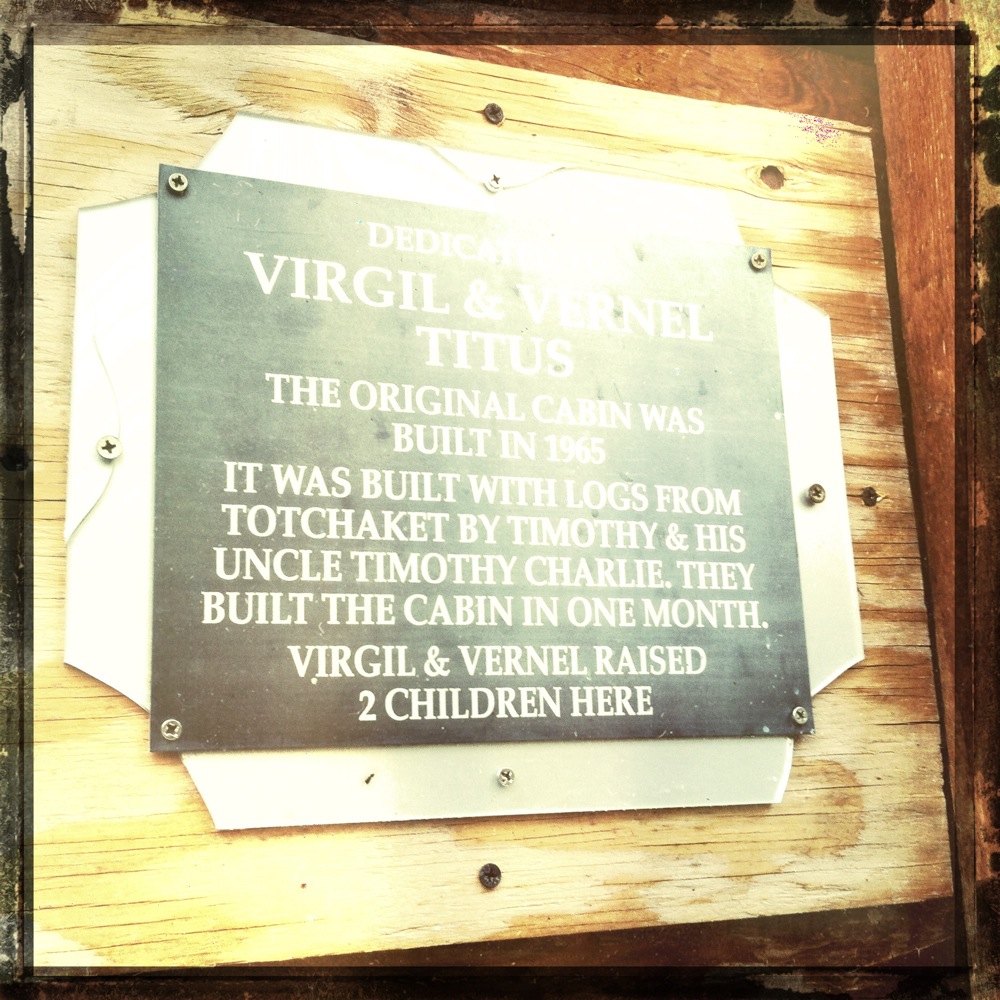 VIRGIL & VERNEL
TITUS
THE ORIGINAL CABIN WAS
BUILT IN 1965
IT WAS BUILT WITH LOGS FROM
TOTCHAKET BY TIMOTHY & HIS
UNCLE TIMOTHY CHARLIE. THEY
BUILT THE CABIN IN ONE MONTH.
VIRGIL & VERNEL RAISED
2 CHILDREN HERE